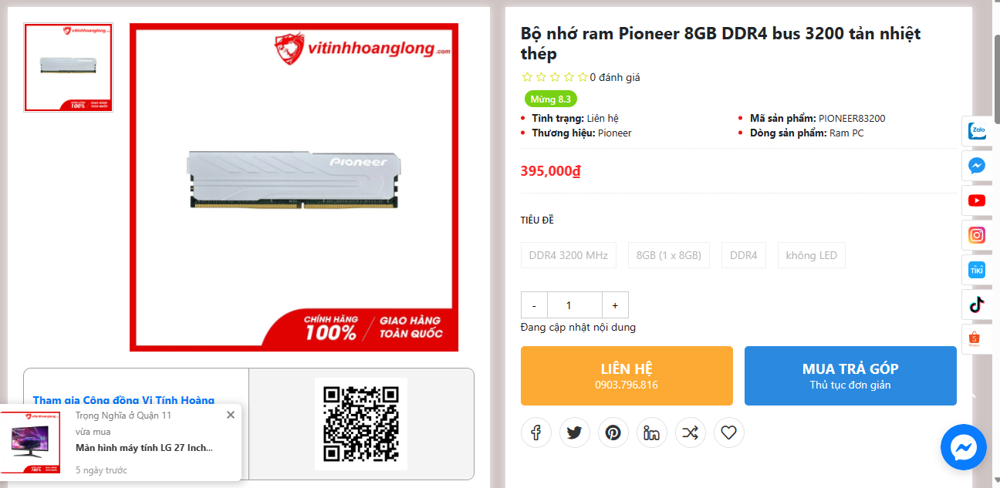 vitinhhoanglong.com
Pioneer
CHÍNH HÃNG
100%
GIAO HÀNG
TOÀN QUỐC
Tham gia Cộng đồng Vi Tính Hoàng
Trọng Nghĩa ở Quận 11
vừa mua
Màn hình máy tính LG 27 Inch...
5 ngày trước
Bộ nhớ ram Pioneer 8GB DDR4 bus 3200 tản nhiệt
thép
0 đánh giá
Mừng 8.3
Tình trạng: Liên hệ
Mã sản phẩm: PIONEER83200
Thương hiệu: Pioneer
Dòng sản phẩm: Ram PC
395,000₫
TIÊU ĐỀ
DDR4 3200 MHz
8GB (1 x 8GB)
DDR4
không LED
- 1 +
Đang cập nhật nội dung
LIÊN HỆ
0903.796.816
MUA TRẢ GÓP
Thủ tục đơn giản
Zalo
TIKI